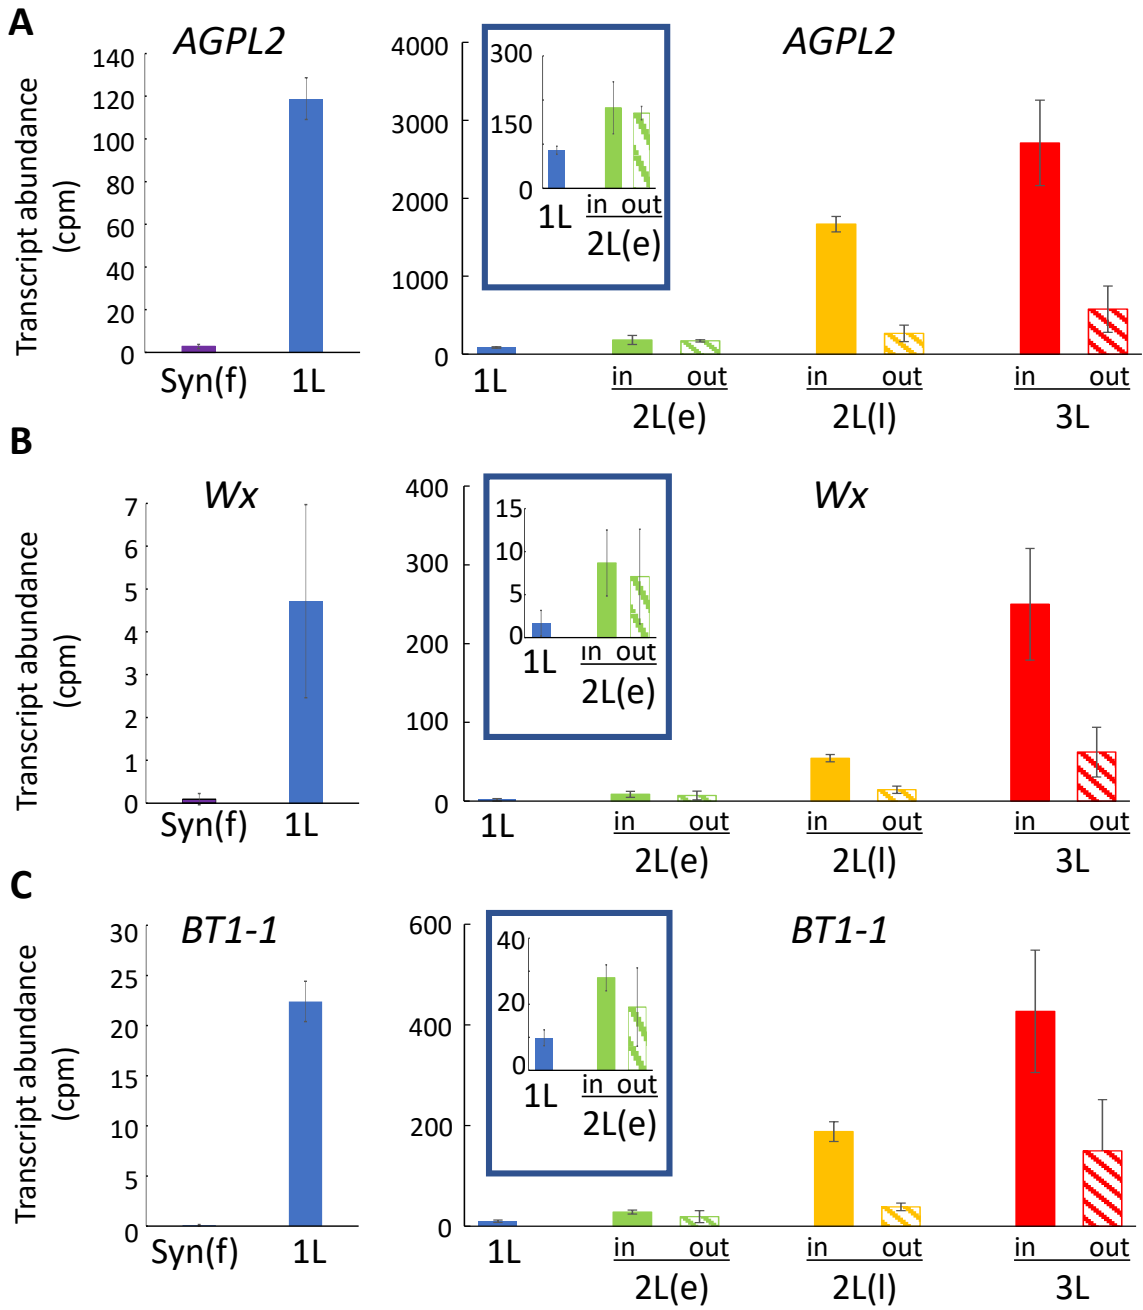 A
AGPL2
Transcript abundance
(cpm)
140
120
100
80
60
40
20
0
Syn(f) 1L
AGPL2
4000
3000
2000
1000
0
300
150
0
1L in out
2L(e)
1L in out in out in out
2L(e) 2L(l) 3L
B
Wx
Transcript abundance
(cpm)
7
6
5
4
3
2
1
0
Syn(f) 1L
Wx
400
300
200
100
0
15
10
5
0
1L in out
2L(e)
1L in out in out in out
2L(e) 2L(l) 3L
C
BT1-1
Transcript abundance
(cpm)
30
25
20
15
10
5
0
Syn(f) 1L
BT1-1
600
400
200
0
40
20
0
1L in out
2L(e)
1L in out in out in out
2L(e) 2L(l) 3L